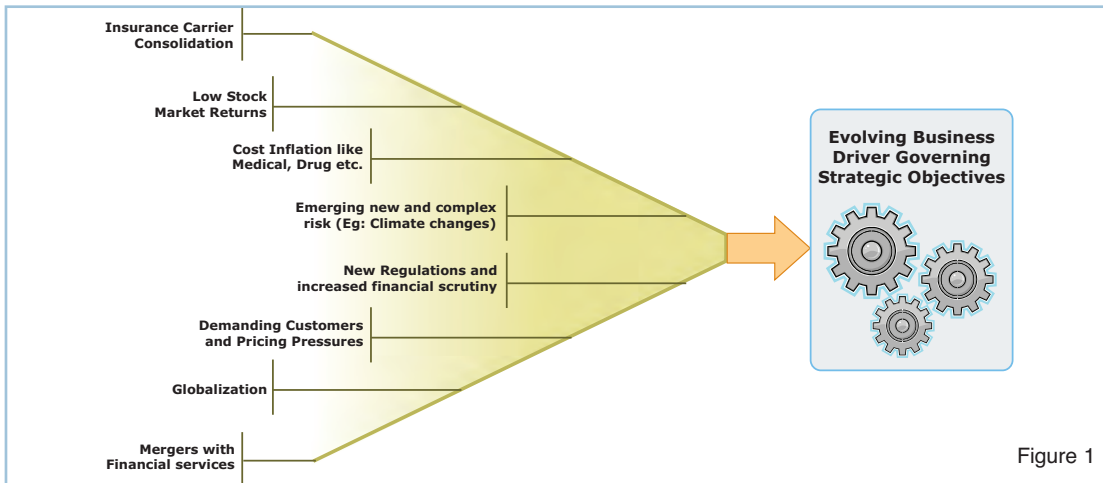 Insurance Carrier
Consolidation
Low Stock
Market Returns
Cost Inflation like
Medical, Drug etc.
Emerging new and complex
risk (Eg: Climate changes)
New Regulations and
increased financial scrutiny
Demanding Customers
and Pricing Pressures
Globalization
Mergers with
Financial services
Evolving Business
Driver Governing
Strategic Objectives
Figure 1